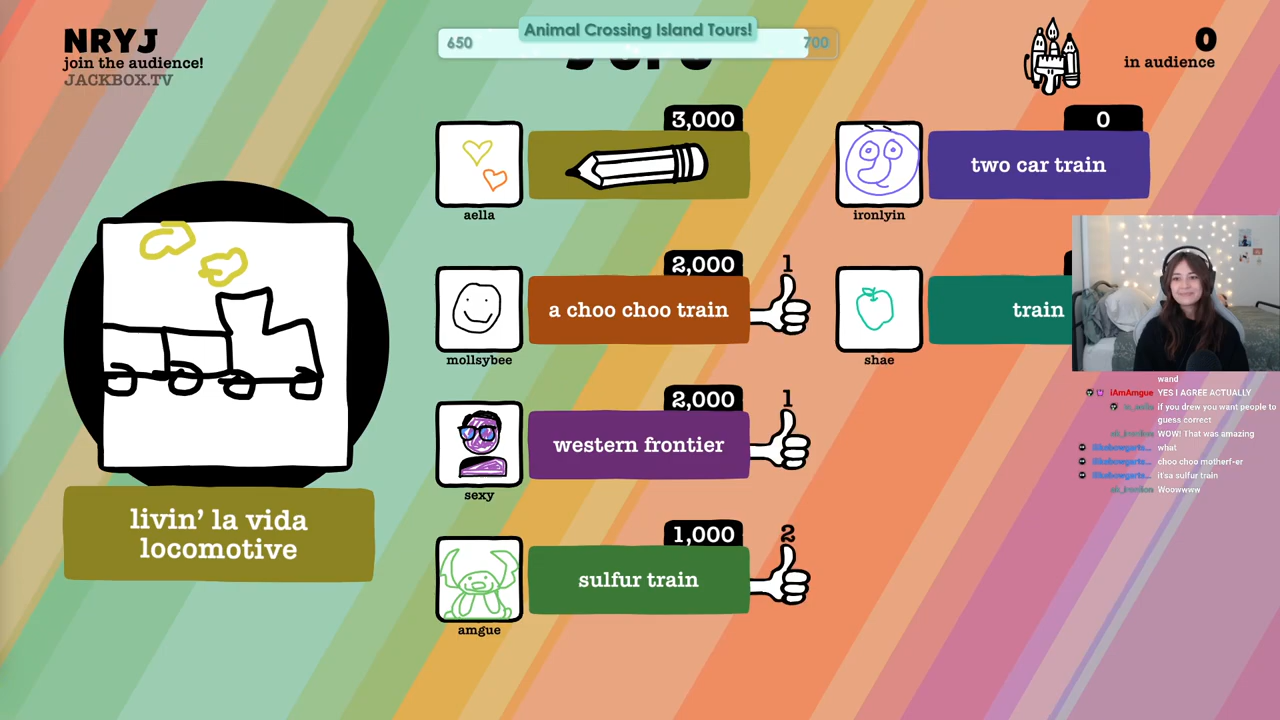 NRYJ
join the audience!
JACKBOX.TV
650
Animal Crossing Island Tours!
700
0
in audience
3,000
aella
0
two car train
ironlyin
2,000
a choo choo train
1
mollsybee
train
shae
2,000
western frontier
1
sexy
1,000
sulfur train
2
amgue
livin' la vida
locomotive
wand
iAmAmgue YES I AGREE ACTUALLY
if you drew you want people to
guess correct
WOW! That was amazing
what
choo choo motherf-er
it'sa sulfur train
Woowwww